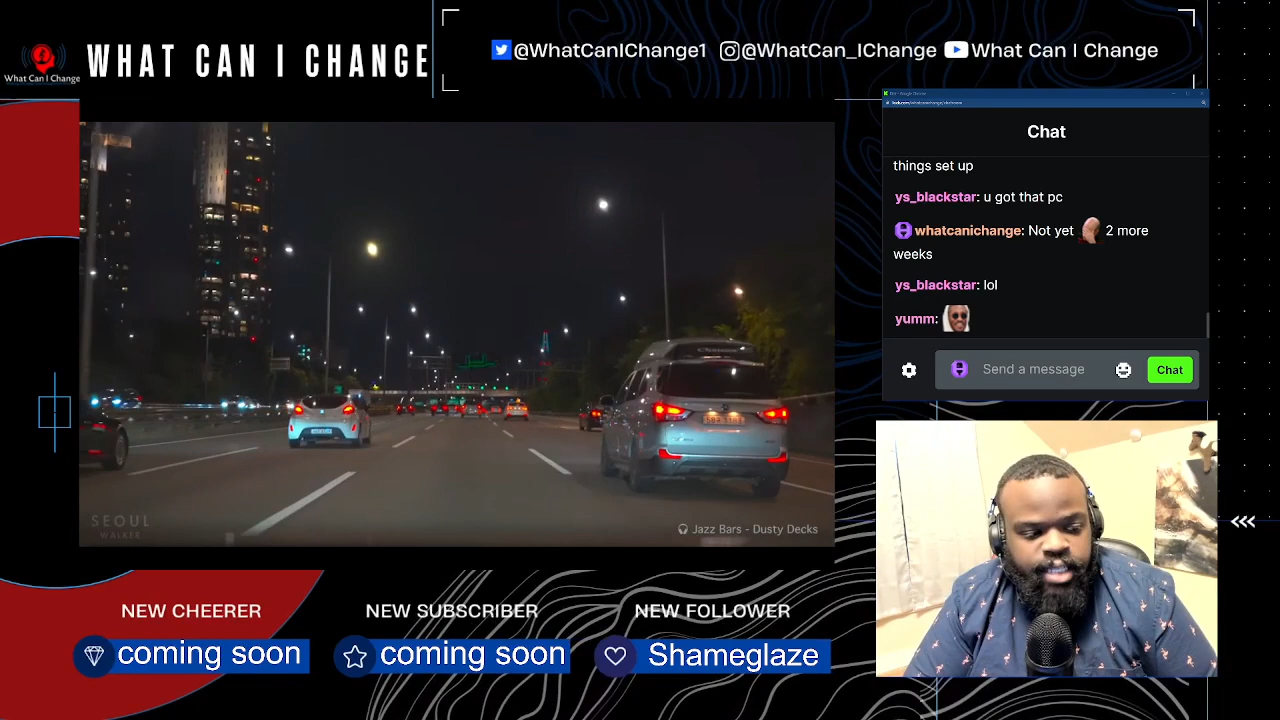 What Can I Change
WHAT CAN I CHANGE
@WhatCanIChange1 @WhatCan_IChange What Can I Change
Chat
things set up
ys_blackstar: u got that pc
whatcanichange: Not yet 2 more
weeks
ys_blackstar: lol
yumm:
Send a message Chat
SEOUL
WALKER
Jazz Bars - Dusty Decks
NEW CHEERER NEW SUBSCRIBER NEW FOLLOWER
coming soon coming soon Shameglaze